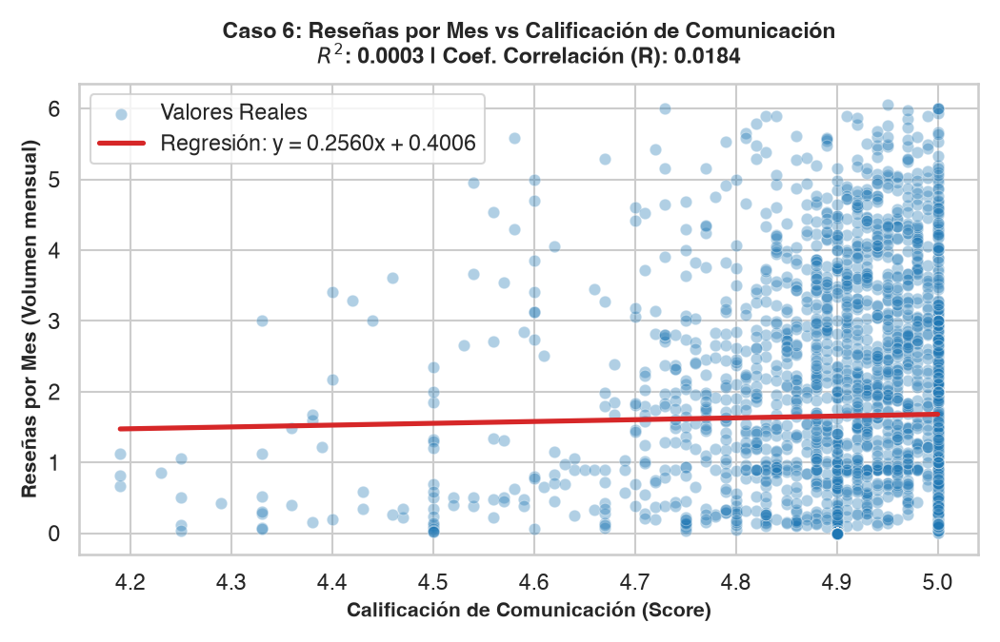 Caso 6: Reseñas por Mes vs Calificación de Comunicación
R²: 0.0003 | Coef. Correlación (R): 0.0184
Valores Reales
Regresión: y = 0.2560x + 0.4006
Reseñas por Mes (Volumen mensual)
6
5
4
3
2
1
0
4.2 4.3 4.4 4.5 4.6 4.7 4.8 4.9 5.0
Calificación de Comunicación (Score)